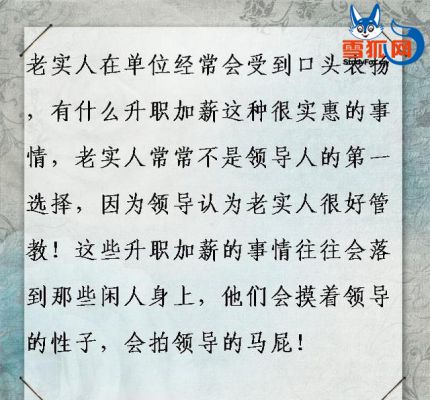 雪狐网
老实人在单位经常会受到口头表扬
，有什么升职加薪这种很实惠的事
情，老实人常常不是领导人的第一
选择，因为领导认为老实人很好管
教！这些升职加薪的事情往往会落
到那些闲人身上，他们会摸着领导
的性子，会拍领导的马屁！